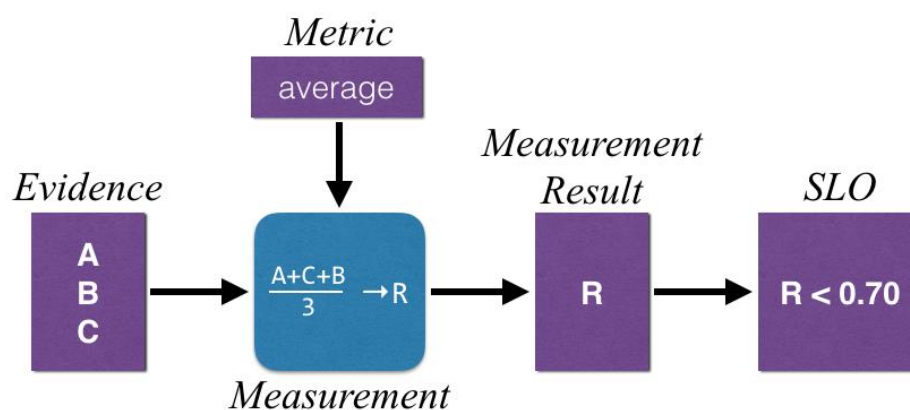 Metric
average
Evidence
A
B
C
A+C+B
3
→R
Measurement
Measurement
Result
R
SLO
R < 0.70